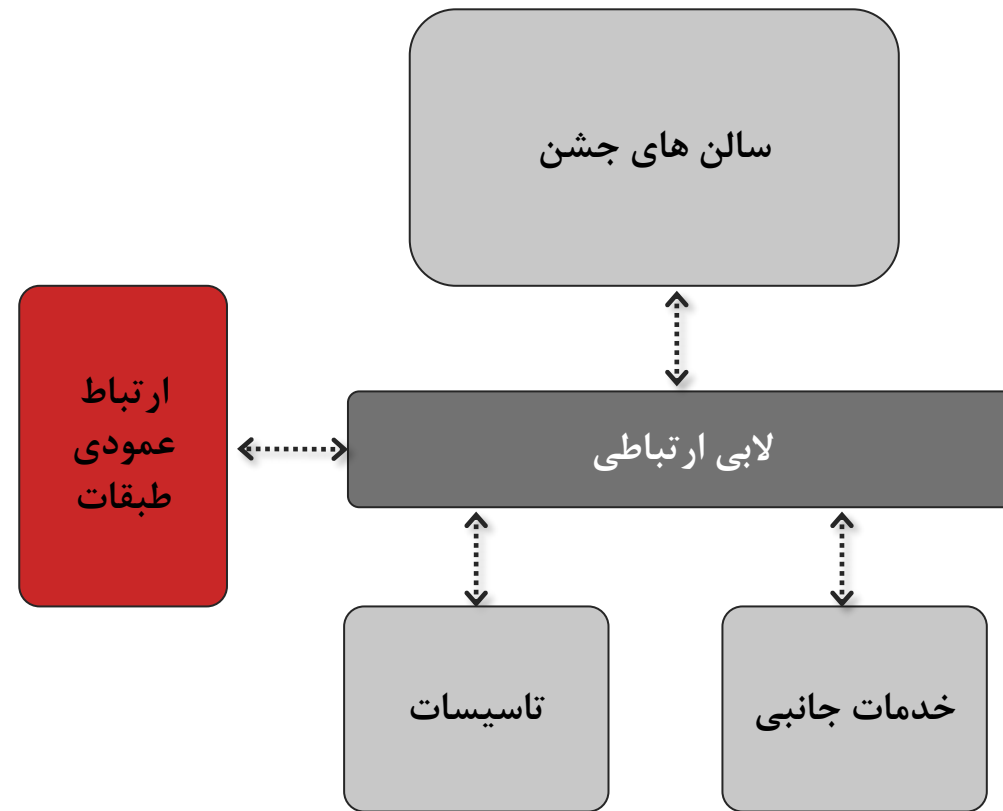 سالن های جشن
ارتباط
عمودی
طبقات
لابی ارتباطی
خدمات جانبی
تاسیسات